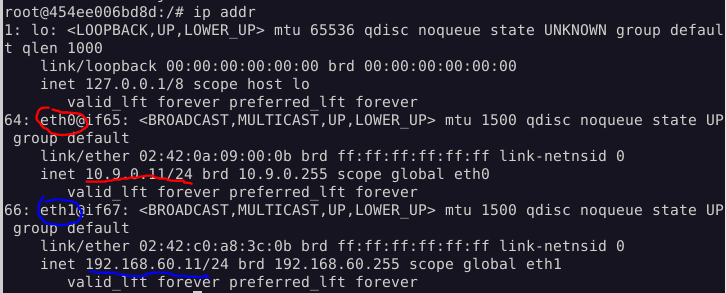 root@454ee006bd8d:/# ip addr
1: lo: <LOOPBACK,UP,LOWER_UP> mtu 65536 qdisc noqueue state UNKNOWN group defaul
t qlen 1000
    link/loopback 00:00:00:00:00:00 brd 00:00:00:00:00:00
    inet 127.0.0.1/8 scope host lo
       valid_lft forever preferred_lft forever
64: eth0@if65: <BROADCAST,MULTICAST,UP,LOWER_UP> mtu 1500 qdisc noqueue state UP
 group default
    link/ether 02:42:0a:09:00:0b brd ff:ff:ff:ff:ff:ff link-netnsid 0
    inet 10.9.0.11/24 brd 10.9.0.255 scope global eth0
       valid_lft forever preferred_lft forever
66: eth1@if67: <BROADCAST,MULTICAST,UP,LOWER_UP> mtu 1500 qdisc noqueue state UP
 group default
    link/ether 02:42:c0:a8:3c:0b brd ff:ff:ff:ff:ff:ff link-netnsid 0
    inet 192.168.60.11/24 brd 192.168.60.255 scope global eth1
       valid_lft forever preferred_lft forever